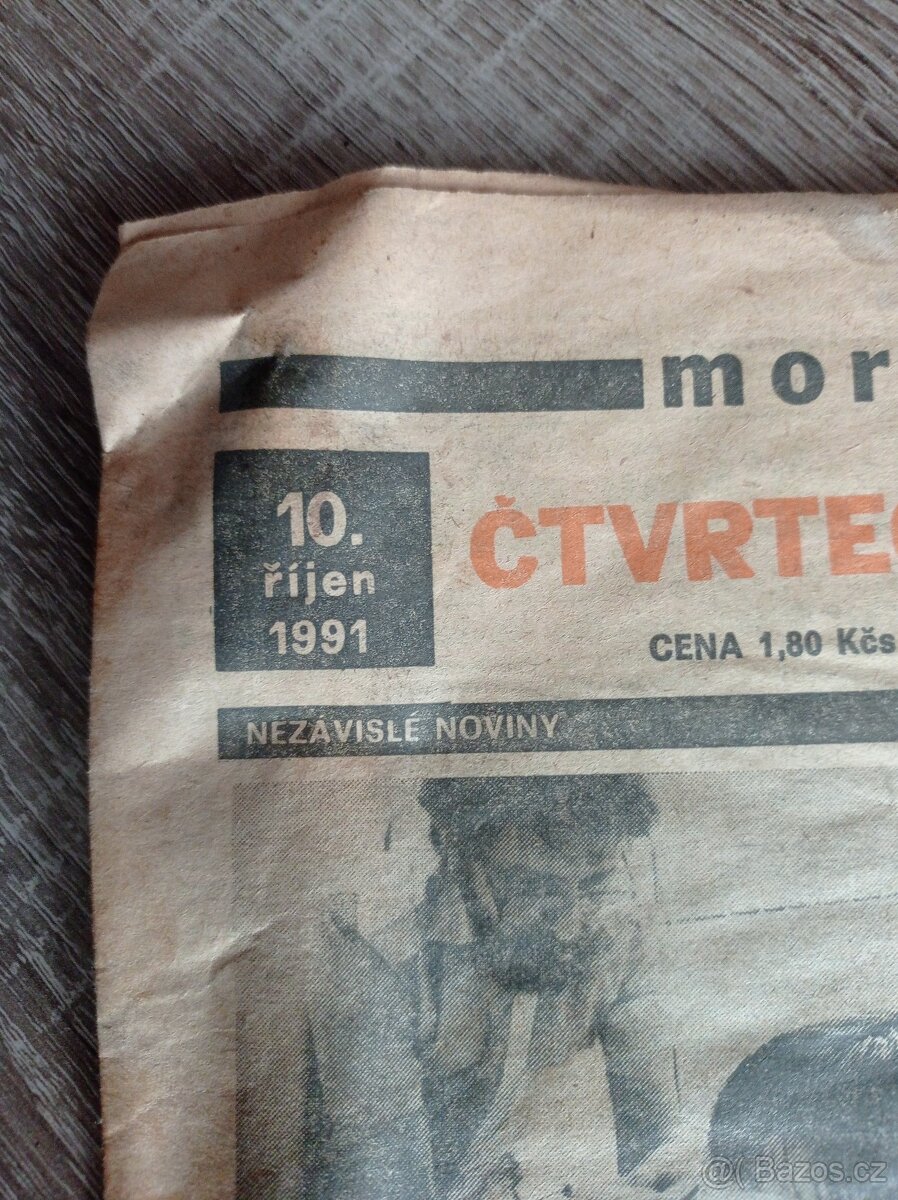 mor
10.
říjen
1991
ČTVRTE
CENA 1,80 Kčs
NEZÁVISLÉ NOVINY
@( Bazos.cz